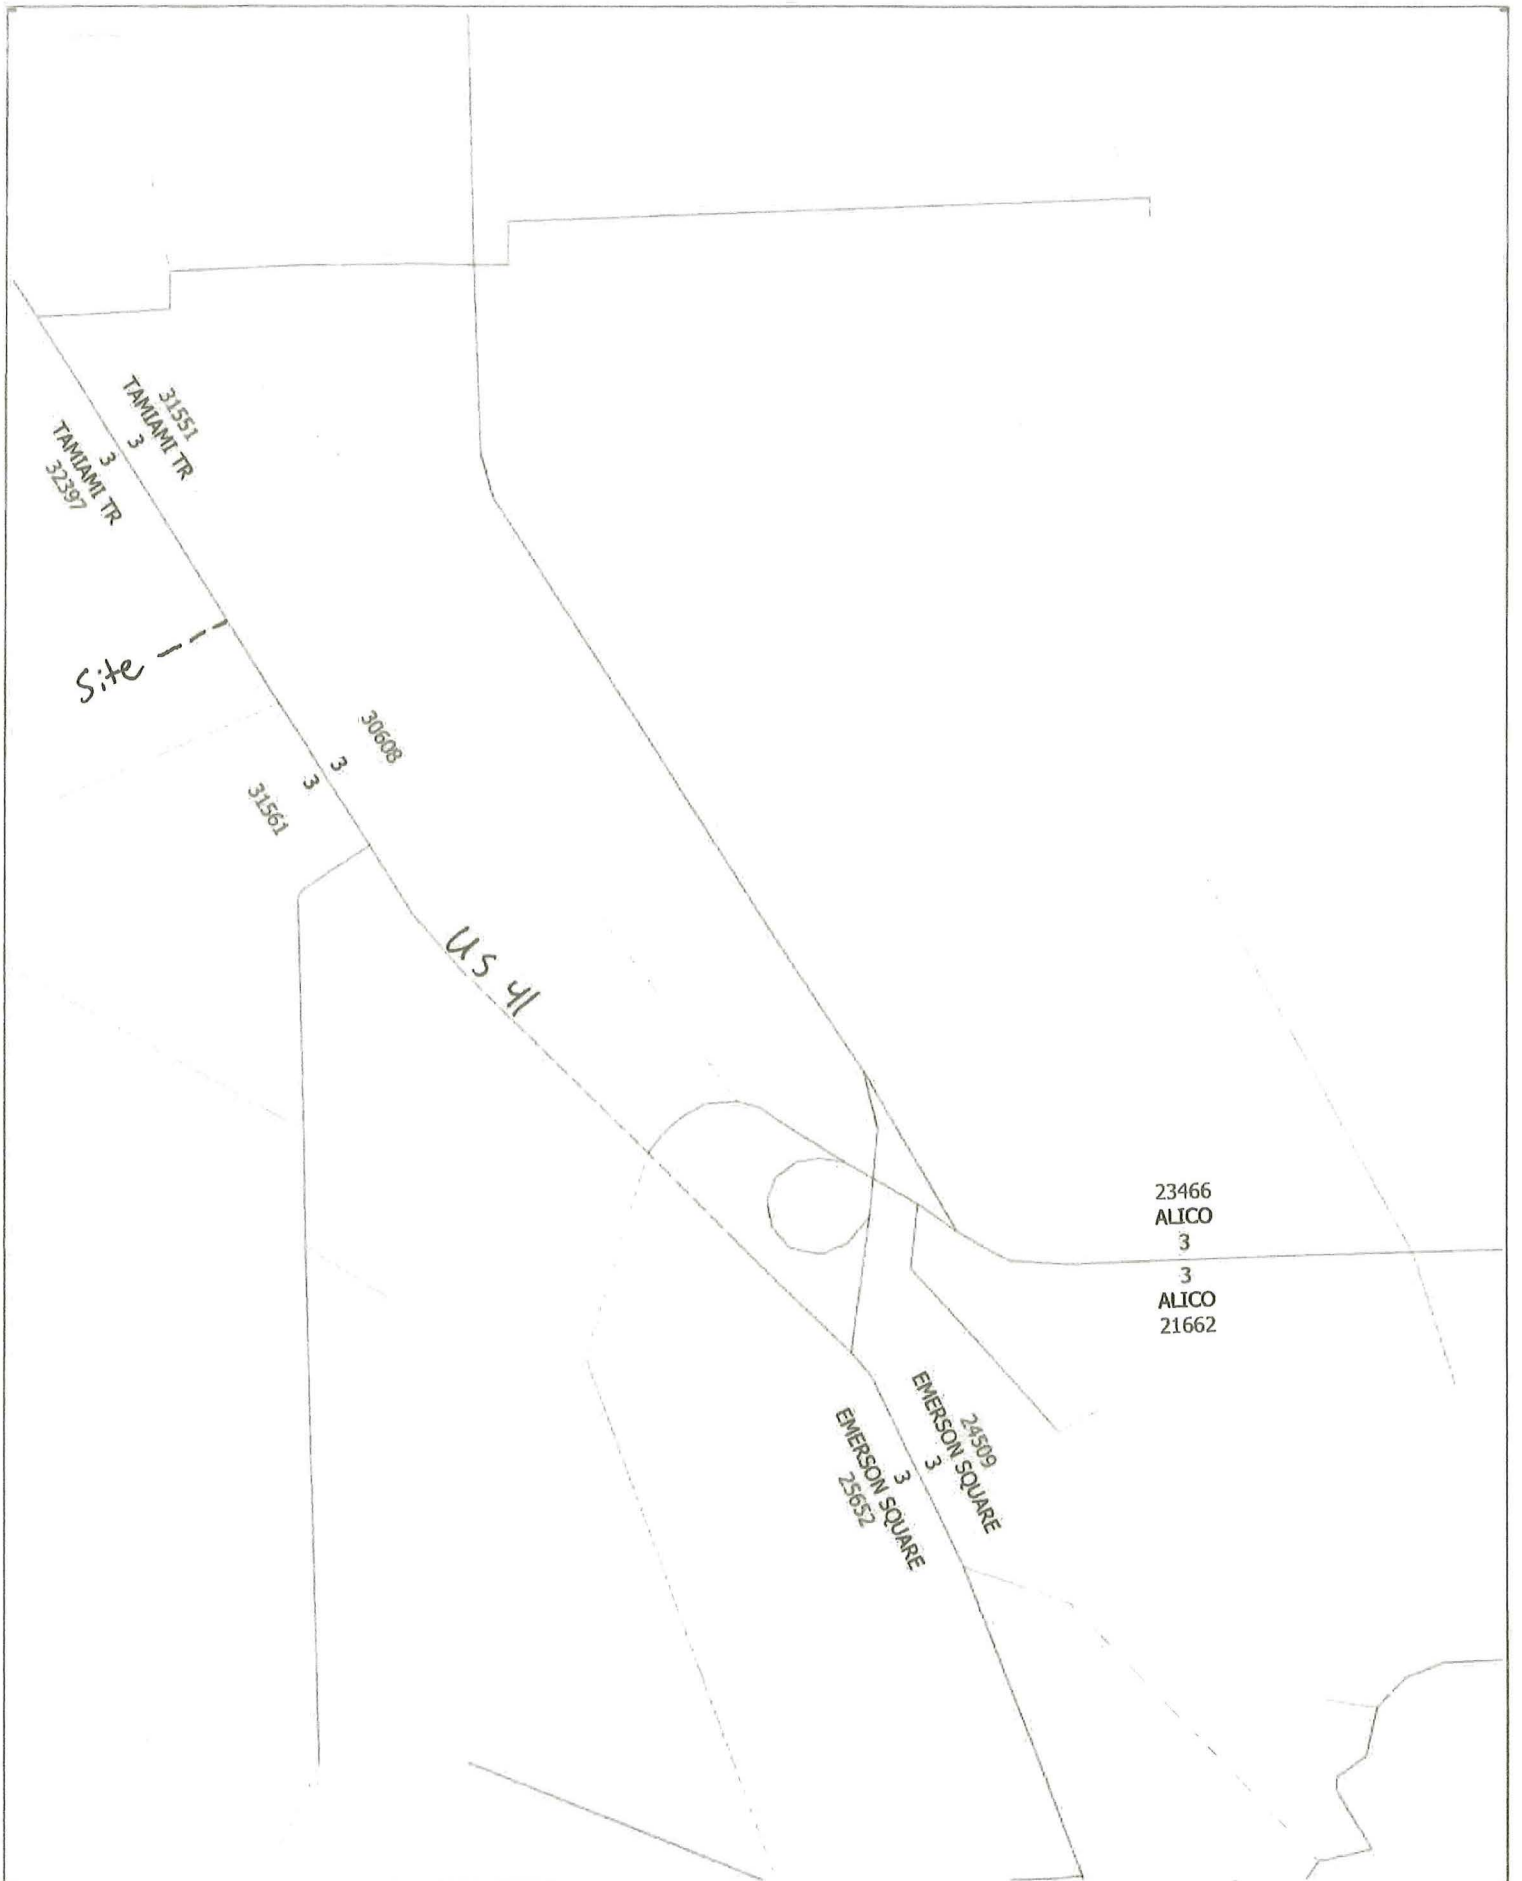 31551
TAMIAMI TR
3
3
TAMIAMI TR
32397
Site
30608
3
3
31561
US 41
23466
ALICO
3
3
ALICO
21662
24509
EMERSON SQUARE
3
3
EMERSON SQUARE
25652